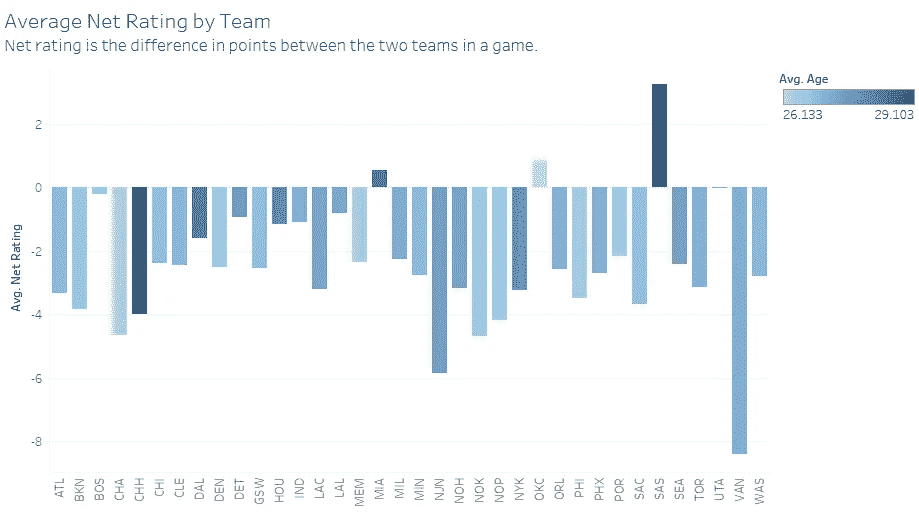 Average Net Rating by Team
Net rating is the difference in points between the two teams in a game.
Avg. Age
26.133 29.103
Avg. Net Rating
2
0
-2
-4
-6
-8
ATL BKN BOS CHA CHH CHI CLE DAL DEN DET GSW HOU IND LAC LAL MEM MIA MIL MIN NJN NOH NOK NOP NYK OKC ORL PHI PHX POR SAC SAS SEA TOR UTA VAN WAS